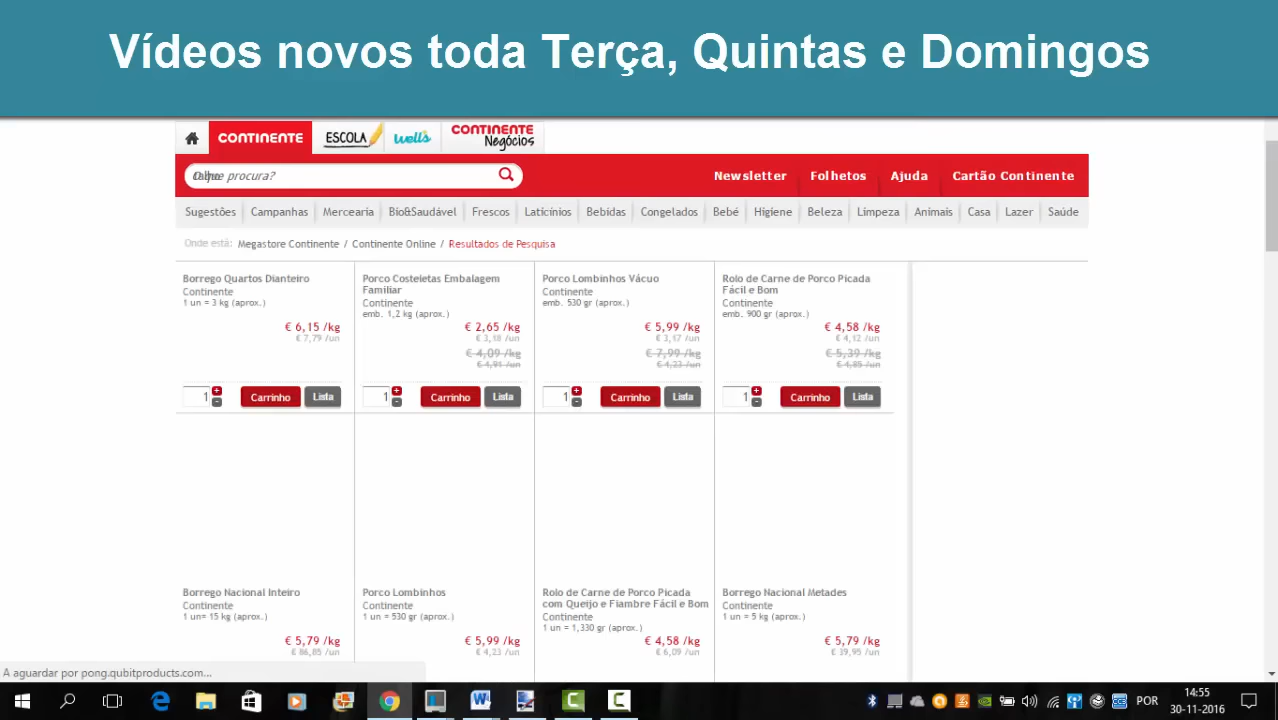 Vídeos novos toda Terça, Quintas e Domingos
CONTINENTE
ESCOLA
wells
CONTINENTE
Negócios
O que procura?
Newsletter
Folhetos
Ajuda
Cartão Continente
Sugestões
Campanhas
Mercearia
Bio&Saudável
Frescos
Laticínios
Bebidas
Congelados
Bebé
Higiene
Beleza
Limpeza
Animais
Casa
Lazer
Saúde
Onde está: Megastore Continente / Continente Online / Resultados de Pesquisa
Borrego Quartos Dianteiro
Continente
1 un = 3 kg (aprox.)
€ 6,15 /kg
€ 7,79 /un
1
Carrinho
Lista
Porco Costeletas Embalagem
Familiar
Continente
emb. 1,2 kg (aprox.)
€ 2,65 /kg
€ 3,18 /un
€ 4,09 /kg
€ 4,91 /un
1
Carrinho
Lista
Porco Lombinhos Vácuo
Continente
emb. 530 gr (aprox.)
€ 5,99 /kg
€ 3,17 /un
€ 7,99 /kg
€ 4,23 /un
1
Carrinho
Lista
Rolo de Carne de Porco Picada
Fácil e Bom
Continente
emb. 900 gr (aprox.)
€ 4,58 /kg
€ 4,12 /un
€ 5,39 /kg
€ 4,85 /un
1
Carrinho
Lista
Borrego Nacional Inteiro
Continente
1 un= 15 kg (aprox.)
€ 5,79 /kg
€ 86,85 /un
Porco Lombinhos
Continente
1 un = 530 gr (aprox.)
€ 5,99 /kg
€ 4,23 /un
Rolo de Carne de Porco Picada
com Queijo e Fiambre Fácil e Bom
Continente
1 un = 1,330 gr (aprox.)
€ 4,58 /kg
€ 6,09 /un
Borrego Nacional Metades
Continente
1 un = 5 kg (aprox.)
€ 5,79 /kg
€ 39,95 /un
A aguardar por pong.qubitproducts.com...
POR
14:55
30-11-2016